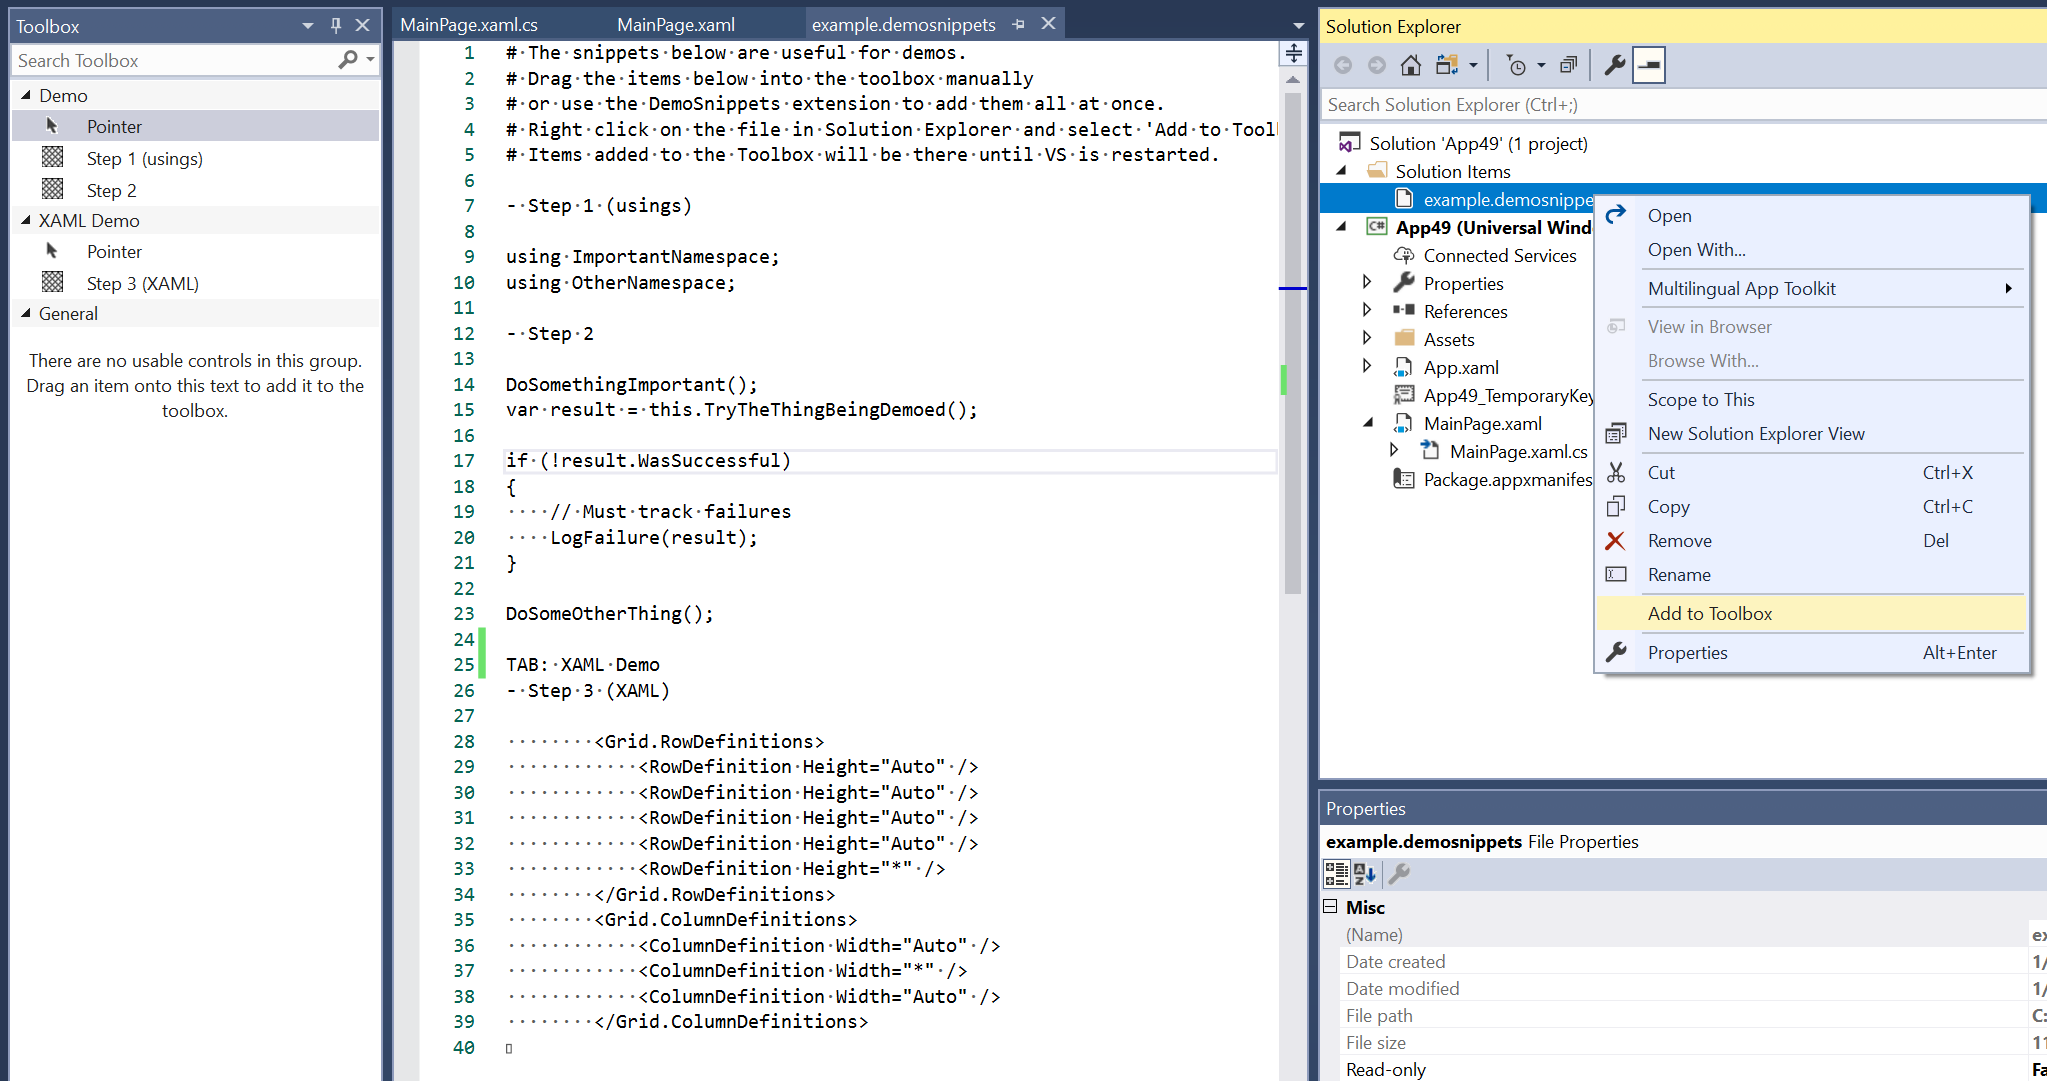 Toolbox
Search Toolbox
Demo
Pointer
Step 1 (usings)
Step 2
XAML Demo
Pointer
Step 3 (XAML)
General
There are no usable controls in this group.
Drag an item onto this text to add it to the
toolbox.
MainPage.xaml.cs
MainPage.xaml
example.demosnippets
1 # The snippets below are useful for demos.
2 # Drag the items below into the toolbox manually
3 # or use the DemoSnippets extension to add them all at once.
4 # Right click on the file in Solution Explorer and select 'Add to Tool
5 # Items added to the Toolbox will be there until VS is restarted.
6
7 - Step 1 (usings)
8
9 using ImportantNamespace;
10 using OtherNamespace;
11
12 - Step 2
13
14 DoSomethingImportant();
15 var result = this.TryTheThingBeingDemoed();
16
17 if (!result.WasSuccessful)
18 {
19 // Must track failures
20 LogFailure(result);
21 }
22
23 DoSomeOtherThing();
24
25 TAB: XAML Demo
26 - Step 3 (XAML)
27
28 <Grid.RowDefinitions>
29 <RowDefinition Height="Auto" />
30 <RowDefinition Height="Auto" />
31 <RowDefinition Height="Auto" />
32 <RowDefinition Height="Auto" />
33 <RowDefinition Height="*" />
34 </Grid.RowDefinitions>
35 <Grid.ColumnDefinitions>
36 <ColumnDefinition Width="Auto" />
37 <ColumnDefinition Width="*" />
38 <ColumnDefinition Width="Auto" />
39 </Grid.ColumnDefinitions>
40
Solution Explorer
Search Solution Explorer (Ctrl+;)
Solution 'App49' (1 project)
Solution Items
example.demosnippe
App49 (Universal Wind
Connected Services
Properties
References
Assets
App.xaml
App49_TemporaryKey
MainPage.xaml
MainPage.xaml.cs
Package.appxmanifes
Open
Open With...
Multilingual App Toolkit
View in Browser
Browse With...
Scope to This
New Solution Explorer View
Cut Ctrl+X
Copy Ctrl+C
Remove Del
Rename
Add to Toolbox
Properties Alt+Enter
Properties
example.demosnippets File Properties
Misc
(Name) ex
Date created 1/
Date modified 1/
File path C:
File size 11
Read-only Fa